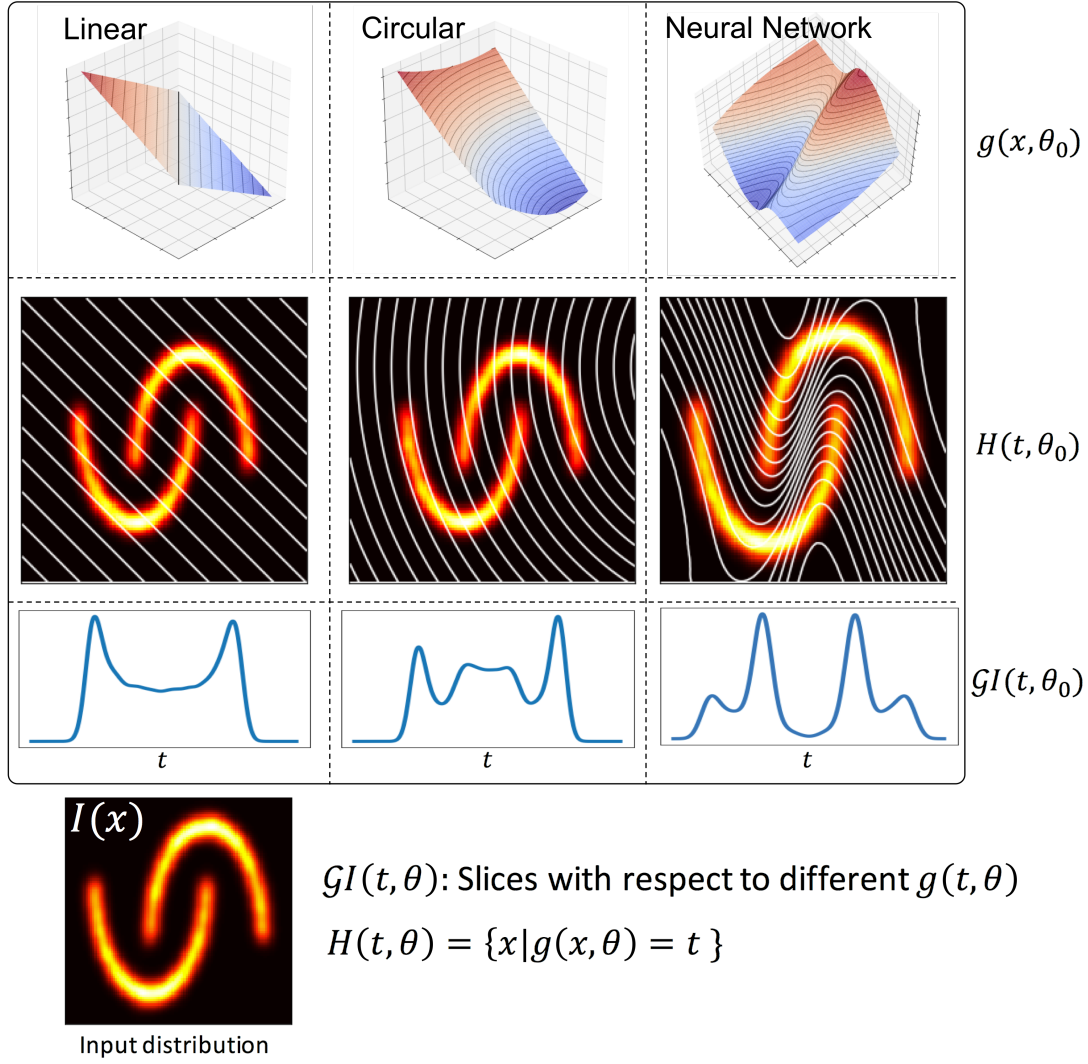 Linear
Circular
Neural Network
g(x, θ₀)
H(t, θ₀)
𝒢I(t, θ₀)
t
t
t
I(x)
𝒢I(t, θ): Slices with respect to different g(t, θ)
H(t, θ) = {x|g(x, θ) = t }
Input distribution